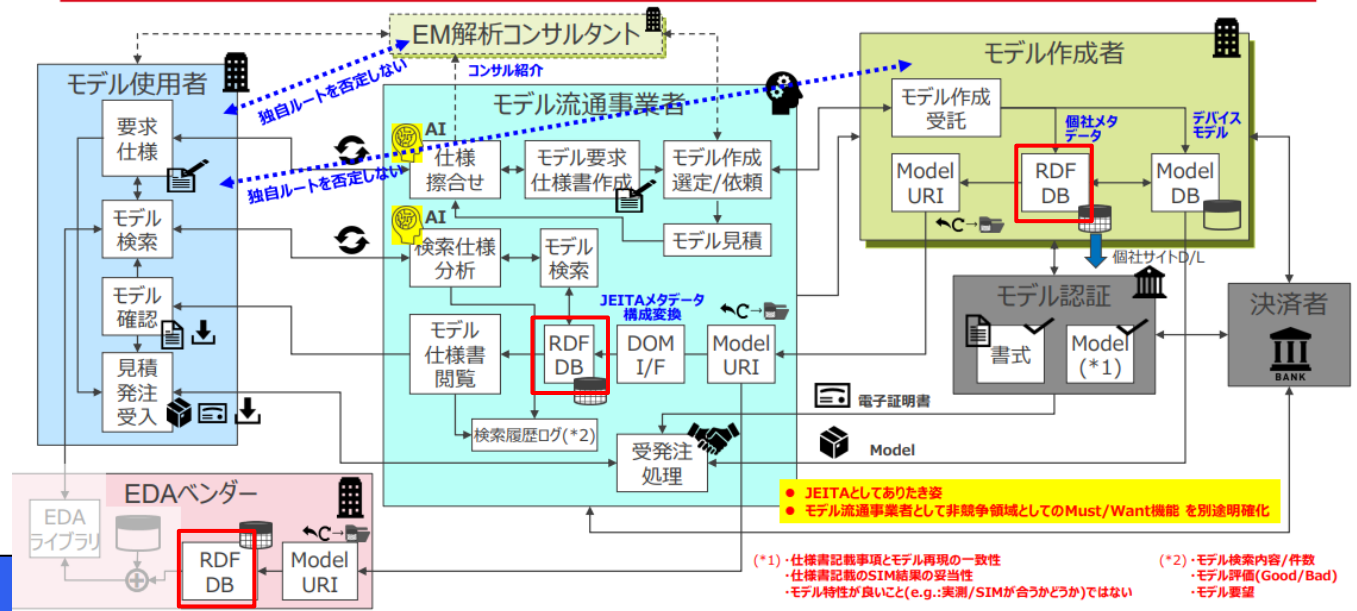 EM解析コンサルタント
コンサル紹介
独自ルートを否定しない
独自ルートを否定しない
モデル使用者
要求
仕様
モデル
検索
モデル
確認
見積
発注
受入
モデル流通事業者
AI
仕様
擦合せ
モデル要求
仕様書作成
モデル作成
選定/依頼
モデル見積
AI
検索仕様
分析
モデル
検索
JEITAメタデータ
構成変換
モデル
仕様書
閲覧
RDF
DB
DOM
I/F
Model
URI
C→
検索履歴ログ(*2)
受発注
処理
モデル作成者
モデル作成
受託
個社メタ
データ
デバイス
モデル
Model
URI
RDF
DB
Model
DB
C→
個社サイトD/L
モデル認証
書式
Model
(*1)
決済者
BANK
電子証明書
Model
EDAベンダー
EDA
ライブラリ
RDF
DB
Model
URI
C→
● JEITAとしてありたき姿
● モデル流通事業者として非競争領域としてのMust/Want機能 を別途明確化
(*1)・仕様書記載事項とモデル再現の一致性
・仕様書記載のSIM結果の妥当性
・モデル特性が良いこと(e.g.:実測/SIMが合うかどうか)ではない
(*2)・モデル検索内容/件数
・モデル評価(Good/Bad)
・モデル要望